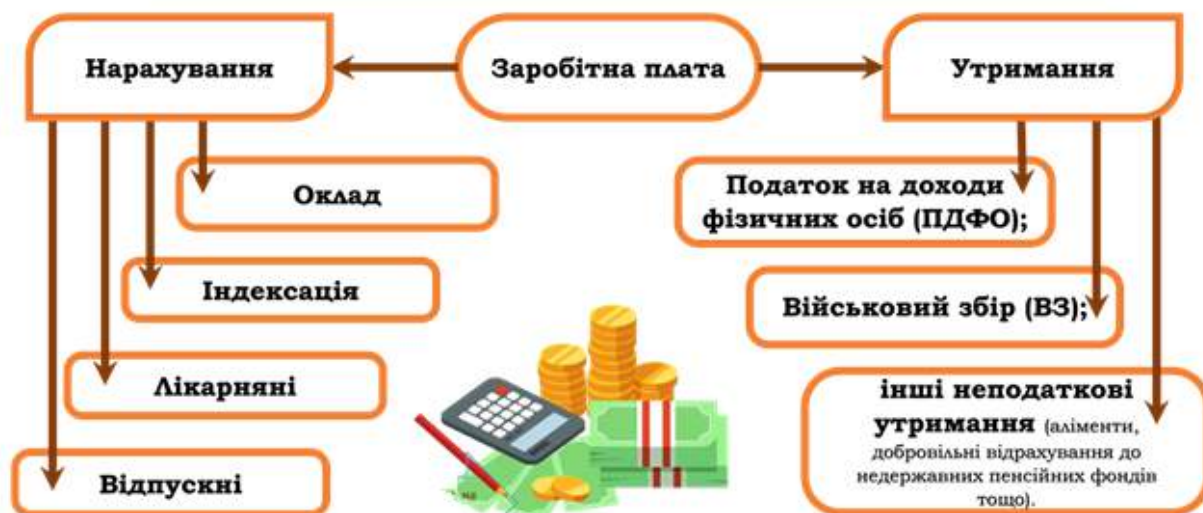 Нарахування
Заробітна плата
Утримання
Оклад
Індексація
Лікарняні
Відпускні
Податок на доходи
фізичних осіб (ПДФО);
Військовий збір (ВЗ);
інші неподаткові
утримання (аліменти,
добровільні відрахування до
недержавних пенсійних фондів
тощо).